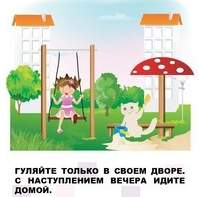 ГУЛЯЙТЕ ТОЛЬКО В СВОЕМ ДВОРЕ.
С НАСТУПЛЕНИЕМ ВЕЧЕРА ИДИТЕ
ДОМОЙ.